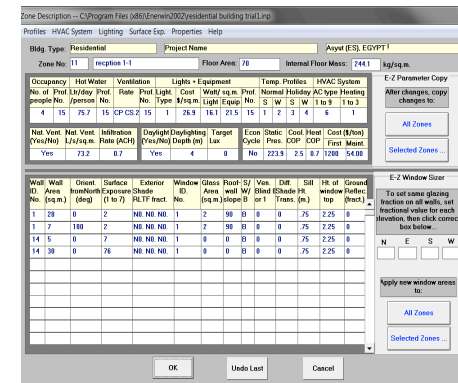 Zone Description -- C:\Program Files (x86)\Enerwin2002\residential building trial1.inp
Profiles HVAC System Lighting Surface Exp. Properties Help
Bldg. Type: Residential Project Name Asyut (ES), EGYPT !
Zone No: 11 recption 1-1 Floor Area: 70 Internal Floor Mass: 244.1 kg/sq.m.
Occupancy Hot Water Ventilation Lights + Equipment Temp. Profiles HVAC System
No. of Prof. Ltr/day Prof. Rate Prof. Light. Cost Watt/ sq.m. Prof. Normal Holiday AC type Heating
people No. /person No. No. Type $/sq.m. Light Equip No. S W S W 1 to 9 1 to 3
4 15 75.7 15 CP CS.2 15 1 26.9 16.1 21.5 15 1 2 3 4 6 1
Nat. Vent. Nat. Vent. Infiltration Daylight Daylighting Target Econ Static Cool. Heat Cost ($/ton)
(Yes/No) L/s/sq.m. Rate (ACH) (Yes/No) Depth (m) Lux Cycle Pres. COP COP First Maint.
Yes 73.2 0.7 Yes 4 0 No 223.9 2.5 0.7 1200 54.00
E-Z Parameter Copy
After changes, copy
changes to:
All Zones
Selected Zones ...
Wall Wall Orient. Surface Exterior Window Glass Roof- S/ Ven. Diff. Sill Ht. of Ground
ID. Area fromNorth Exposure Shade ID. Area wall W/ Blind Shade Ht. window Reflec.
No. (sq.m.) (deg) (1 to 7) RLTF fract. No. (sq.m.) slope B 0 or 1 Trans. (m.) top (fract.)
1 28 0 2 N0. N0. N0. 1 2 90 B 0 0 .75 2.25 0
1 7 180 2 N0. N0. N0. 1 2 90 B 0 0 .75 2.25 0
14 5 0 7 N0. N0. N0. 1 0 0 B 0 0 .75 2.25 0
14 30 0 76 N0. N0. N0. 1 0 0 B 0 0 .75 2.25 0
E-Z Window Sizer
To set same glazing
fraction on all walls, set
fractional value for each
elevation, then click correc
box below...
N E S W
Apply new window areas
to:
All Zones
Selected Zones ...
OK Undo Last Cancel